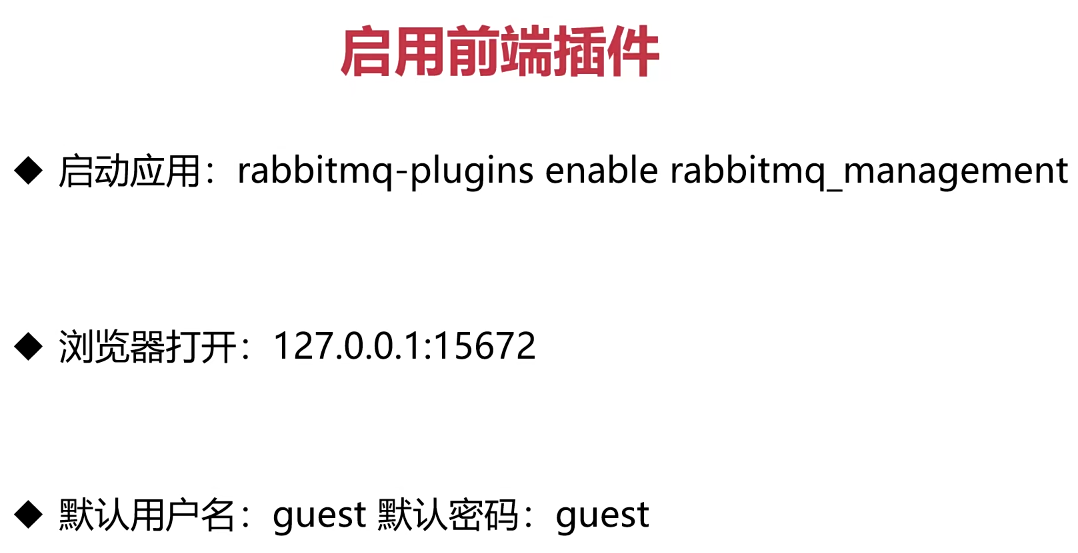 启用前端插件
◆ 启动应用：rabbitmq-plugins enable rabbitmq_management
◆ 浏览器打开：127.0.0.1:15672
◆ 默认用户名：guest 默认密码：guest